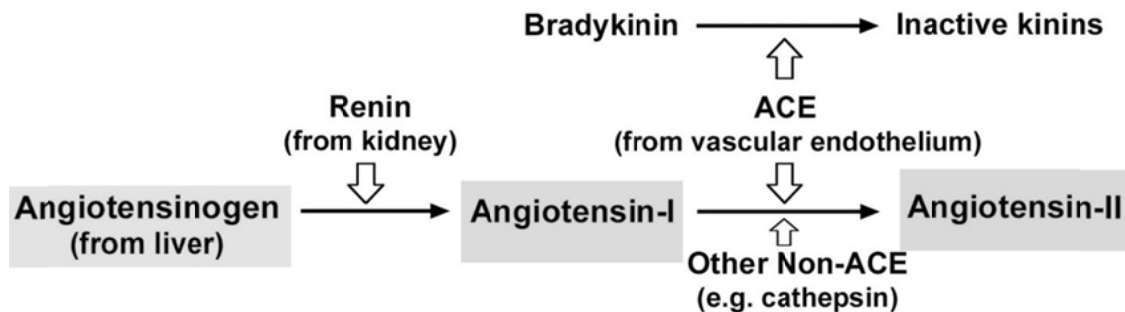 Bradykinin
Inactive kinins
Renin
(from kidney)
ACE
(from vascular endothelium)
Angiotensinogen
(from liver)
Angiotensin-I
Angiotensin-II
Other Non-ACE
(e.g. cathepsin)